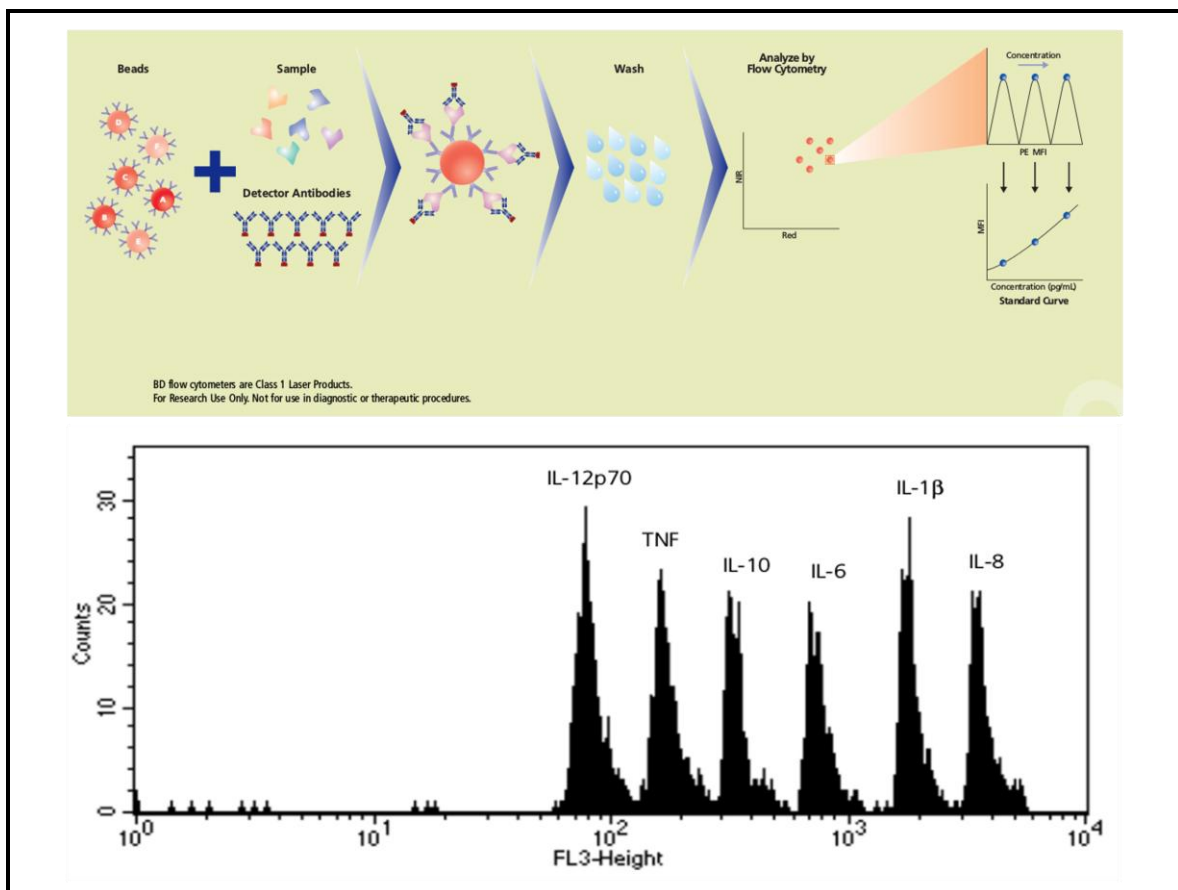 Beads
Sample
Detector Antibodies
Wash
Analyze by
Flow Cytometry
NIR
Red
Concentration
PE MFI
MFI
Concentration (pg/mL)
Standard Curve
D
F
C
A
B
E
BD flow cytometers are Class 1 Laser Products.
For Research Use Only. Not for use in diagnostic or therapeutic procedures.
IL-12p70
TNF
IL-10
IL-6
IL-1β
IL-8
Counts
30
20
10
0
10⁰
10¹
10²
10³
10⁴
FL3-Height